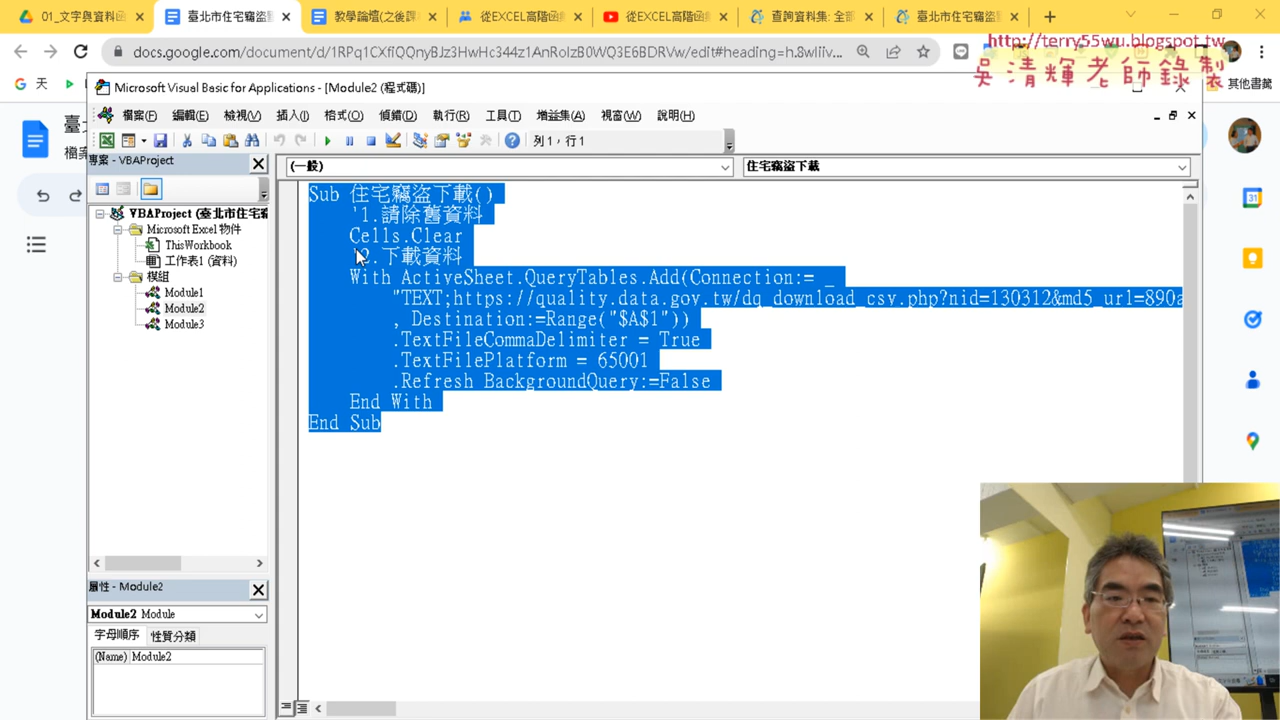 01_文字與資料函
臺北市住宅竊盜
教學論壇(之後課
從EXCEL高階函
從EXCEL高階函
查詢資料集: 全部
臺北市住宅竊盜
docs.google.com/document/d/1RPq1CXfiQOnyBJz3HwHc344z1AnRolzB0WQ3E6BDRVw/edit#heading=h.8wliiv
http://terry55wu.blogspot.tw
吳清輝老師錄製
天
其他書籤
Microsoft Visual Basic for Applications - [Module2 (程式碼)]
檔案(F) 編輯(E) 檢視(V) 插入(I) 格式(O) 偵錯(D) 執行(R) 工具(T) 增益集(A) 視窗(W) 說明(H)
列 1，行 1
專案 - VBAProject
(一般)
住宅竊盜下載
VBAProject (臺北市住宅竊
Microsoft Excel 物件
ThisWorkbook
工作表1 (資料)
模組
Module1
Module2
Module3
Sub 住宅竊盜下載()
'1.請除舊資料
Cells.Clear
'2.下載資料
With ActiveSheet.QueryTables.Add(Connection:= _
"TEXT;https://quality.data.gov.tw/dq_download_csv.php?nid=130312&md5_url=890a
, Destination:=Range("$A$1"))
.TextFileCommaDelimiter = True
.TextFilePlatform = 65001
.Refresh BackgroundQuery:=False
End With
End Sub
屬性 - Module2
Module2 Module
字母順序 性質分類
(Name) Module2